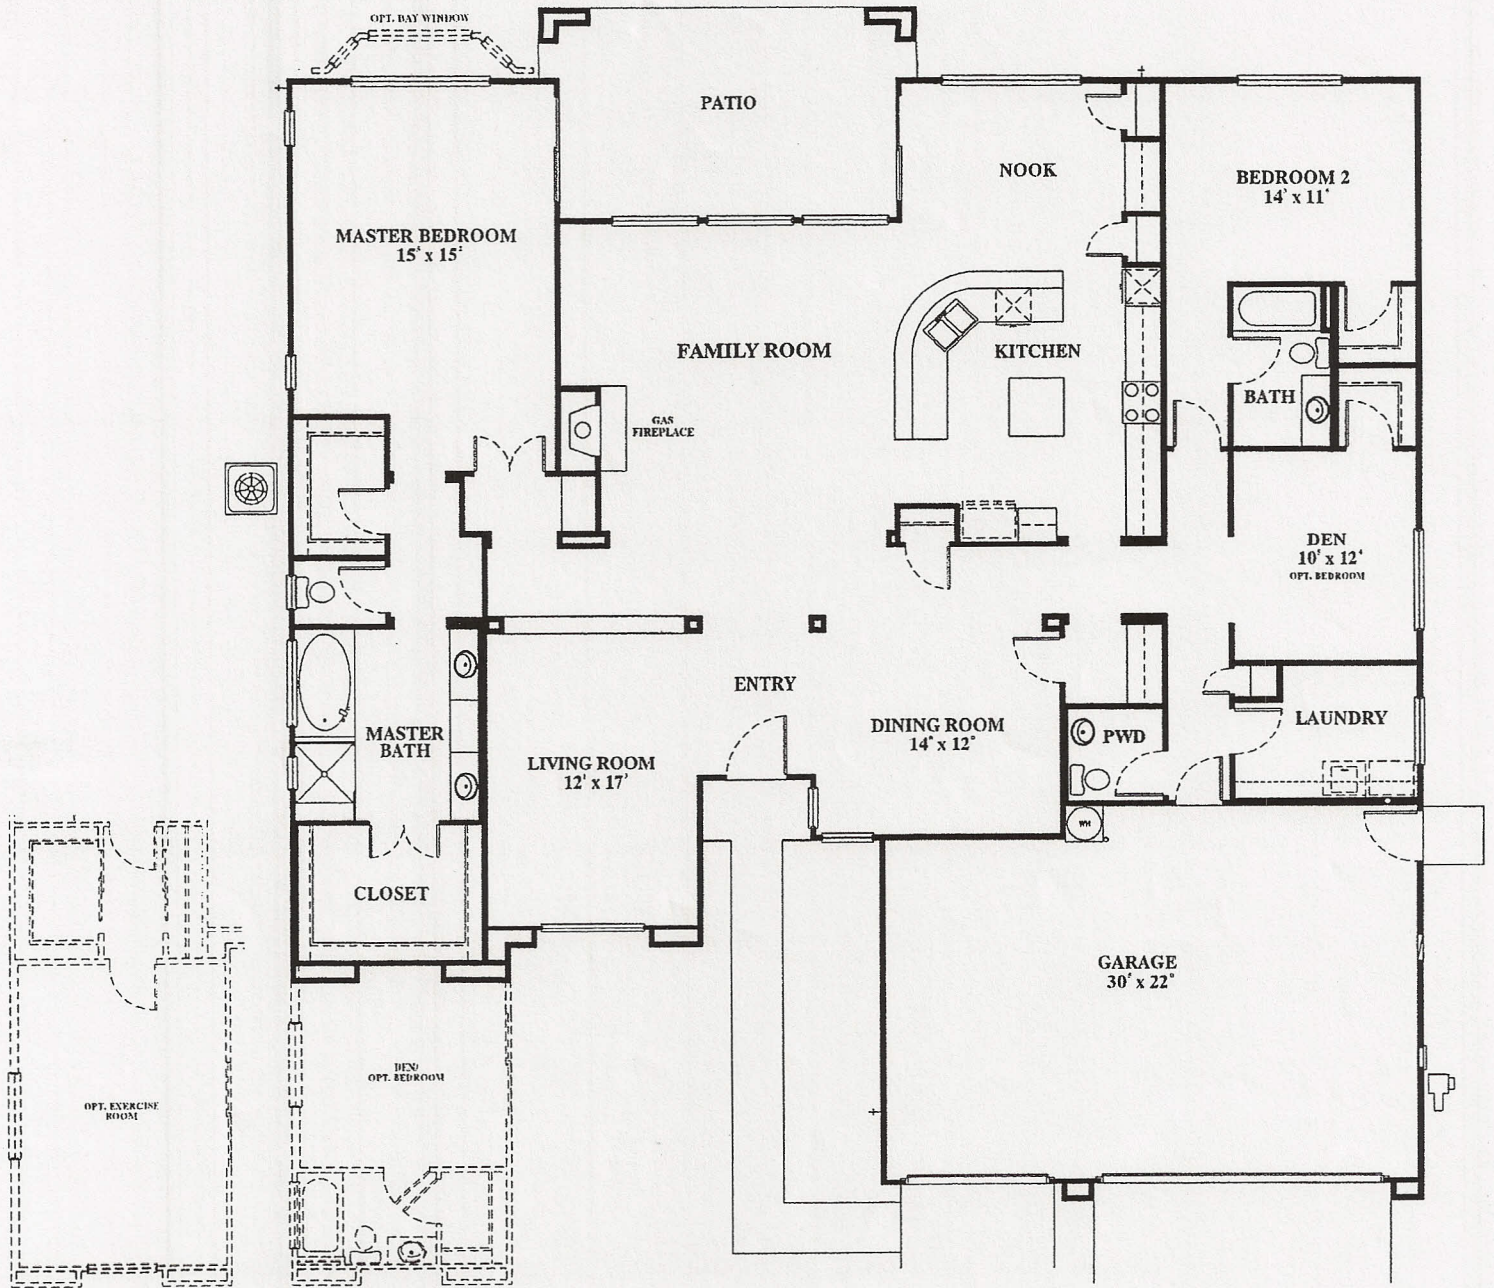 OPT. BAY WINDOW
PATIO
NOOK
BEDROOM 2
14' x 11'
MASTER BEDROOM
15' x 15'
FAMILY ROOM
KITCHEN
BATH
GAS
FIREPLACE
DEN
10' x 12'
OPT. BEDROOM
ENTRY
MASTER
BATH
LIVING ROOM
12' x 17'
DINING ROOM
14' x 12'
PWD
LAUNDRY
WH
CLOSET
GARAGE
30' x 22'
DEN/
OPT. BEDROOM
OPT. EXERCISE
ROOM